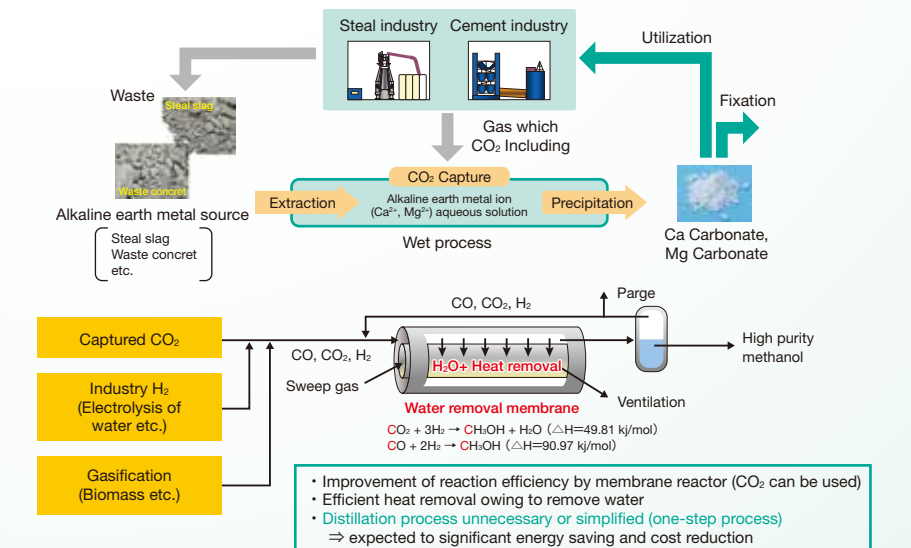 Steal industry
Cement industry
Utilization
Waste
Steal slag
Fixation
Gas which
CO₂ Including
Waste concret
CO₂ Capture
Extraction
Alkaline earth metal ion
(Ca²⁺, Mg²⁺) aqueous solution
Precipitation
Alkaline earth metal source
Wet process
Steal slag
Waste concret
etc.
Ca Carbonate,
Mg Carbonate
CO, CO₂, H₂
Parge
Captured CO₂
CO, CO₂, H₂
High purity
methanol
H₂O+ Heat removal
Sweep gas
Industry H₂
(Electrolysis of
water etc.)
Ventilation
Water removal membrane
CO₂ + 3H₂ → CH₃OH + H₂O (△H=49.81 kj/mol)
CO + 2H₂ → CH₃OH (△H=90.97 kj/mol)
Gasification
(Biomass etc.)
・Improvement of reaction efficiency by membrane reactor (CO₂ can be used)
・Efficient heat removal owing to remove water
・Distillation process unnecessary or simplified (one-step process)
⇒ expected to significant energy saving and cost reduction